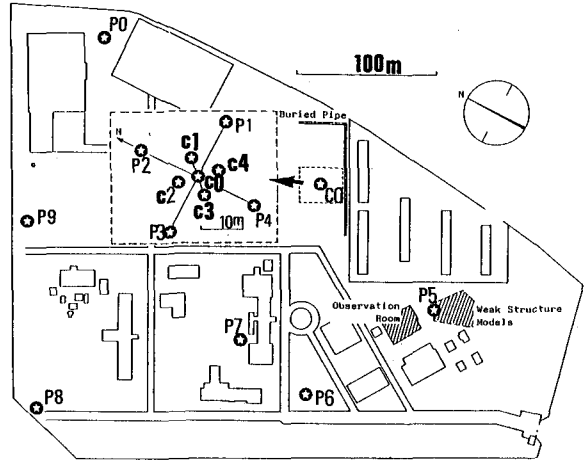 P0
100m
N
Buried Pipe
P1
N
P2
c1
c4
c0
c2
C0
c3
P4
P3
10m
P9
P5
Observation
Room
Weak Structure
Models
P7
P6
P8